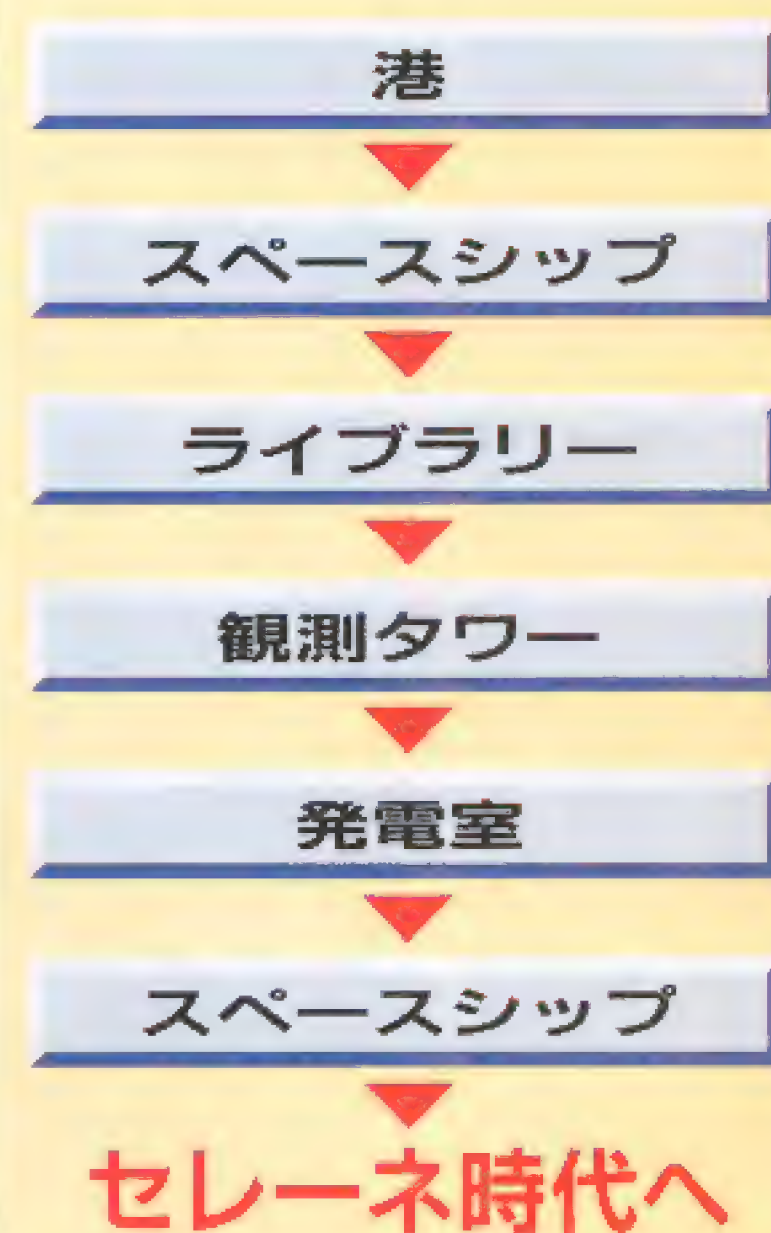 港
スペースシップ
ライブラリー
観測タワー
発電室
スペースシップ
セレーネ時代へ